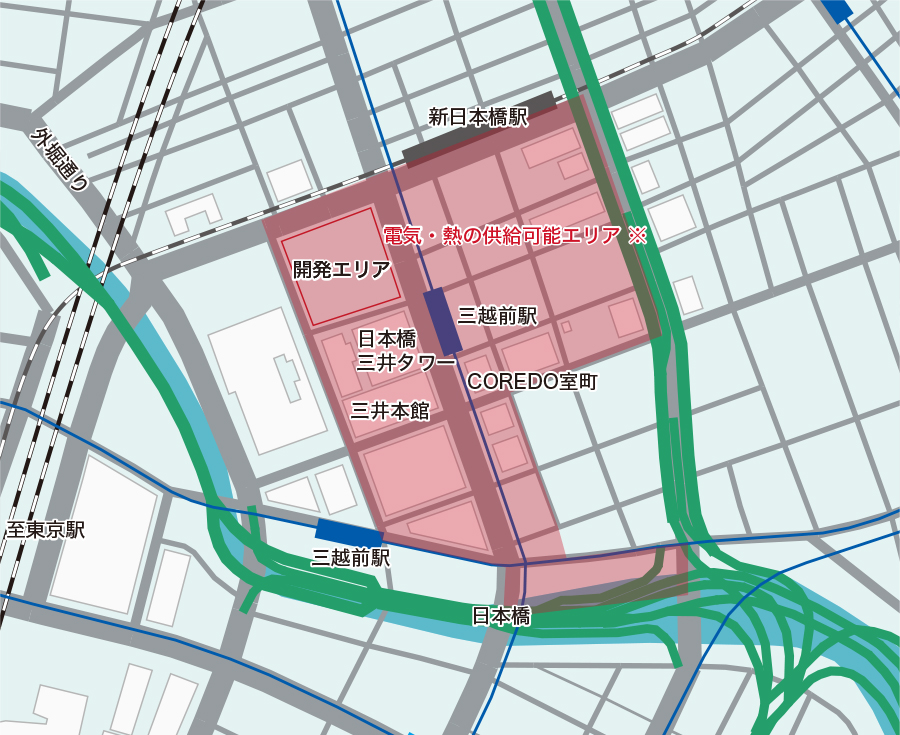 新日本橋駅
外堀通り
電気・熱の供給可能エリア ※
開発エリア
三越前駅
日本橋
三井タワー
COREDO室町
三井本館
至東京駅
三越前駅
日本橋